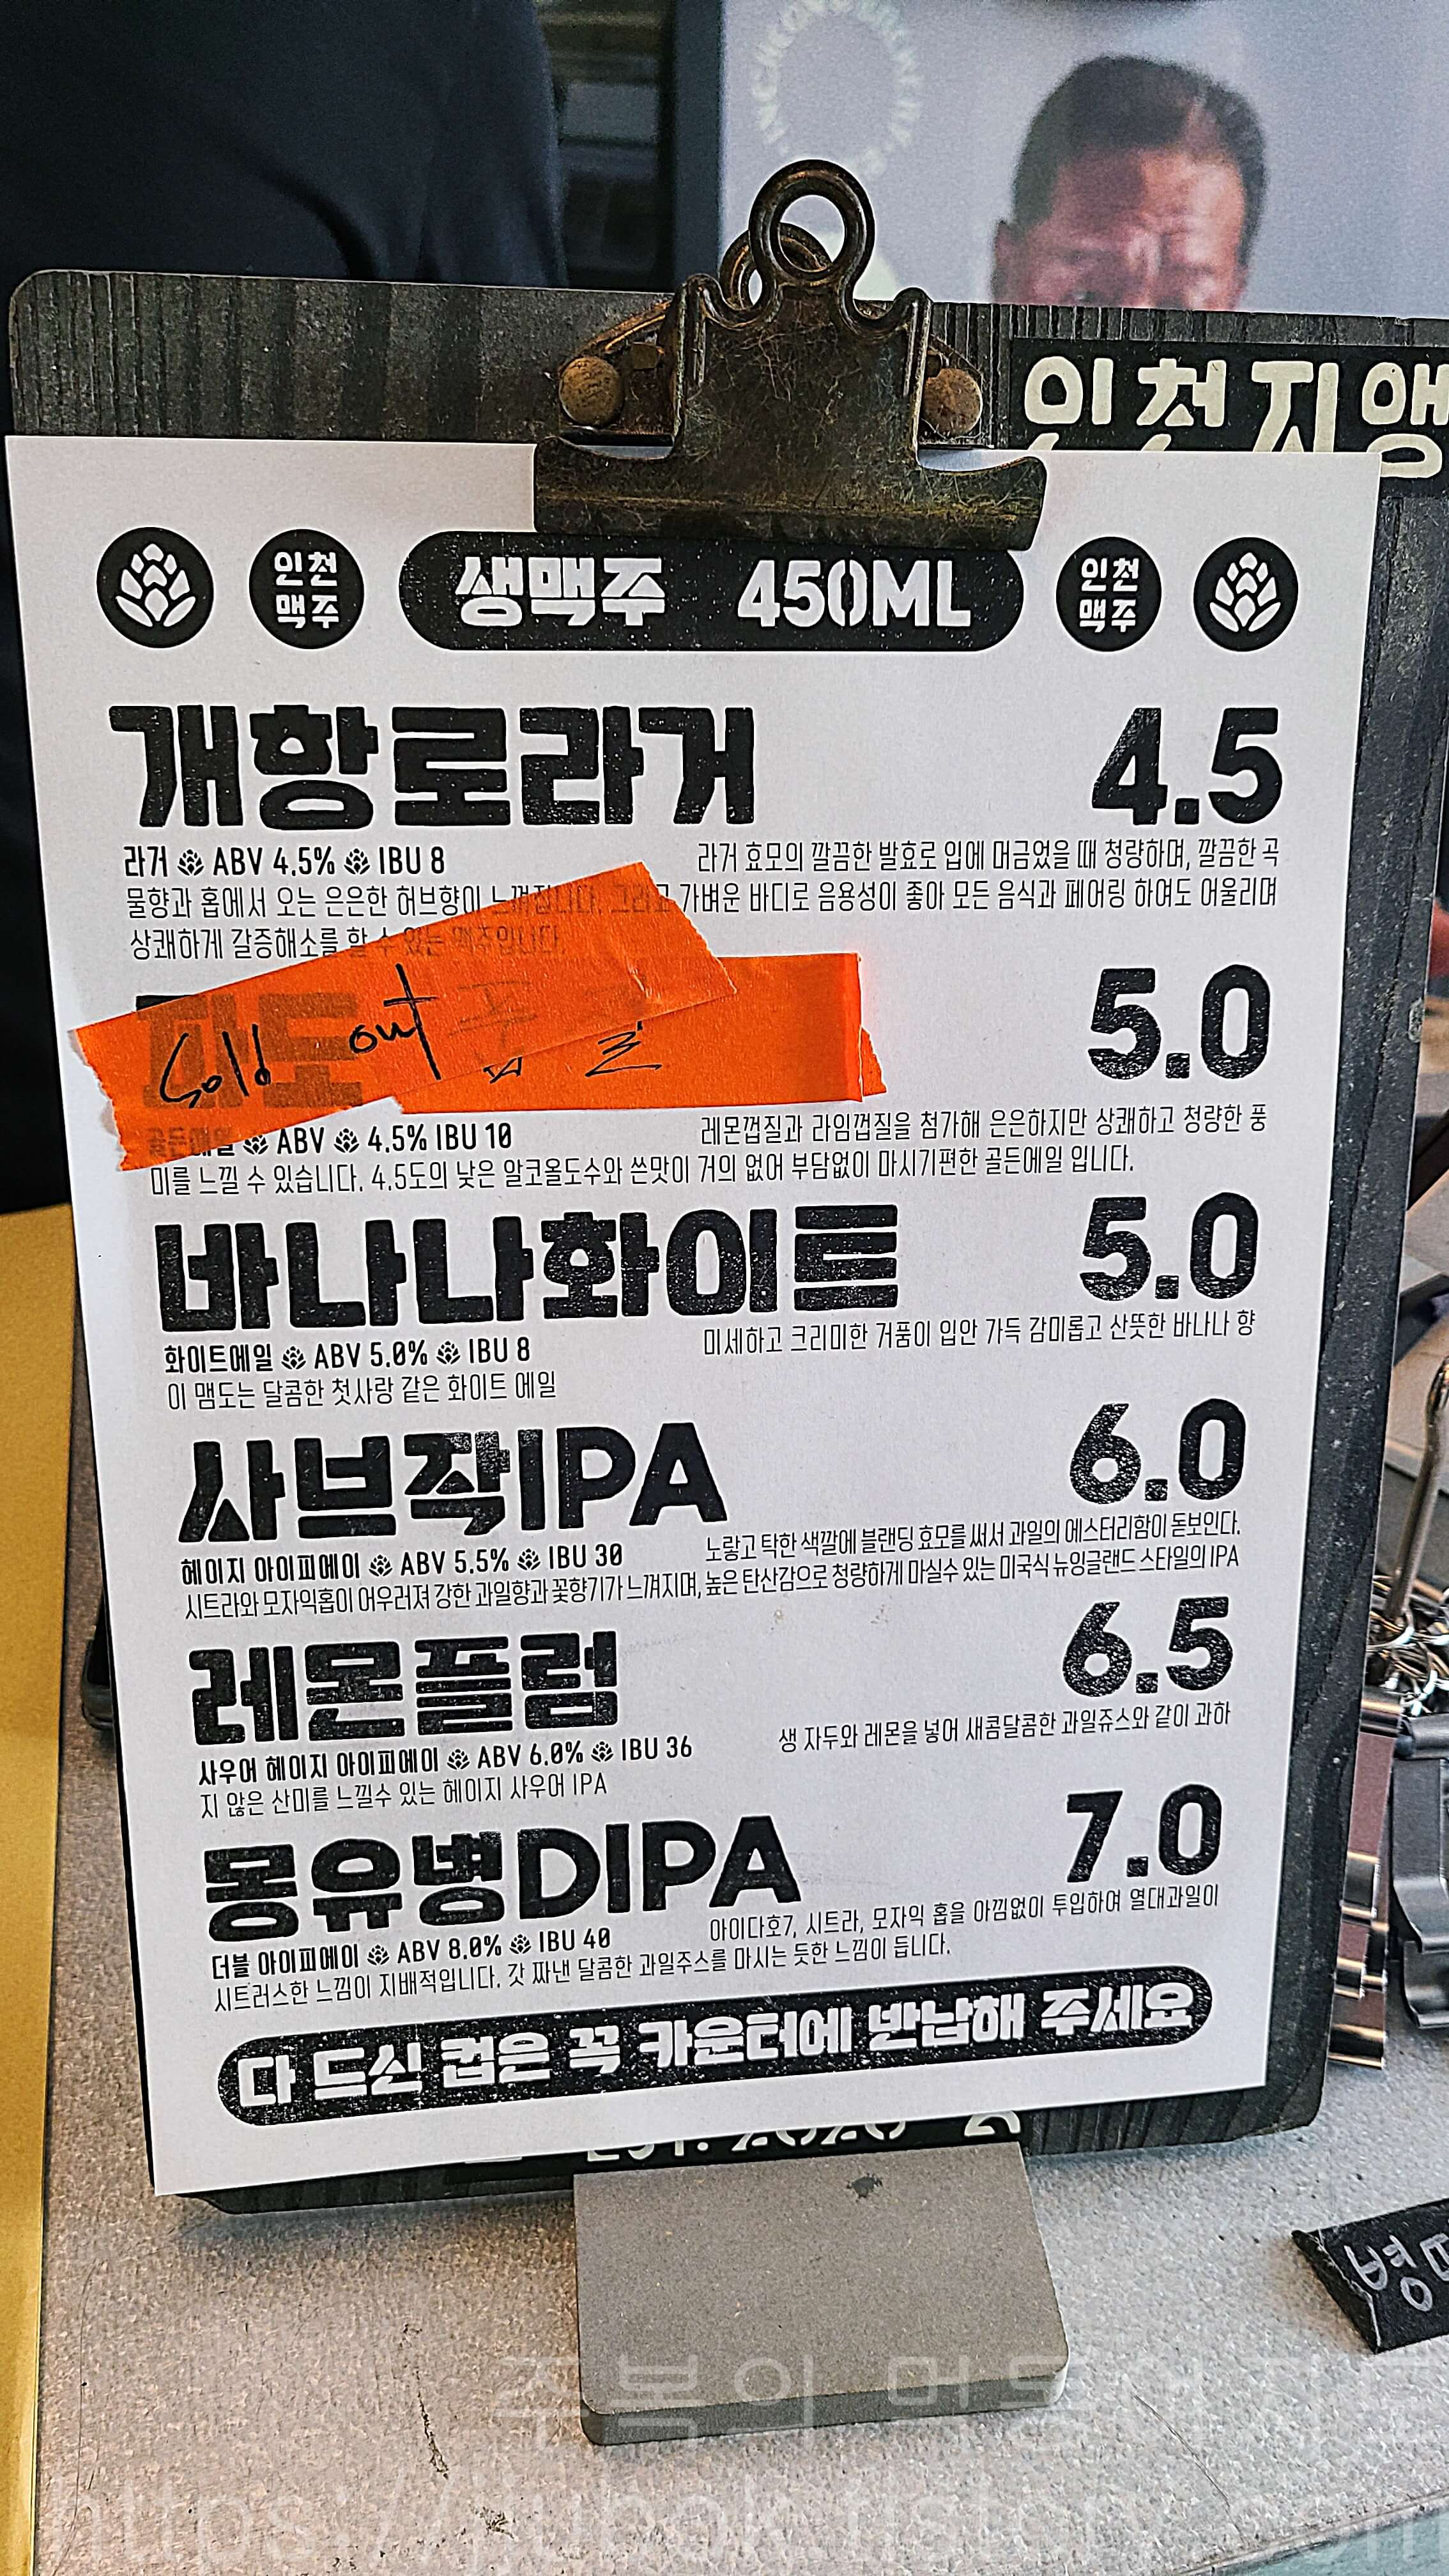 인천지앵
인천맥주
생맥주 450ML
인천맥주
개항로라거 4.5
라거 ABV 4.5% IBU 8
라거 효모의 깔끔한 발효로 입에 머금었을 때 청량하며, 깔끔한 곡
물향과 홉에서 오는 은은한 허브향이 느껴집니다. 그리고 가벼운 바디로 음용성이 좋아 모든 음식과 페어링 하여도 어울리며
상쾌하게 갈증해소를 할 수 있는 맥주입니다.
파도 5.0
Sold out 품절
골든에일 ABV 4.5% IBU 10
레몬껍질과 라임껍질을 첨가해 은은하지만 상쾌하고 청량한 풍
미를 느낄 수 있습니다. 4.5도의 낮은 알코올도수와 쓴맛이 거의 없어 부담없이 마시기편한 골든에일 입니다.
바나나화이트 5.0
화이트에일 ABV 5.0% IBU 8
미세하고 크리미한 거품이 입안 가득 감미롭고 산뜻한 바나나 향
이 맴도는 달콤한 첫사랑 같은 화이트 에일
사브작IPA 6.0
헤이지 아이피에이 ABV 5.5% IBU 30
노랗고 탁한 색깔에 블랜딩 효모를 써서 과일의 에스터리함이 돋보인다.
시트라와 모자익홉이 어우러져 강한 과일향과 꽃향기가 느껴지며, 높은 탄산감으로 청량하게 마실수 있는 미국식 뉴잉글랜드 스타일의 IPA
레몬플럼 6.5
사우어 헤이지 아이피에이 ABV 6.0% IBU 36
생 자두와 레몬을 넣어 새콤달콤한 과일쥬스와 같이 과하
지 않은 산미를 느낄수 있는 헤이지 사우어 IPA
몽유병DIPA 7.0
더블 아이피에이 ABV 8.0% IBU 40
아이다호7, 시트라, 모자익 홉을 아낌없이 투입하여 열대과일이
시트러스한 느낌이 지배적입니다. 갓 짜낸 달콤한 과일주스를 마시는 듯한 느낌이 듭니다.
다 드신 컵은 꼭 카운터에 반납해 주세요
EST. 2020
병